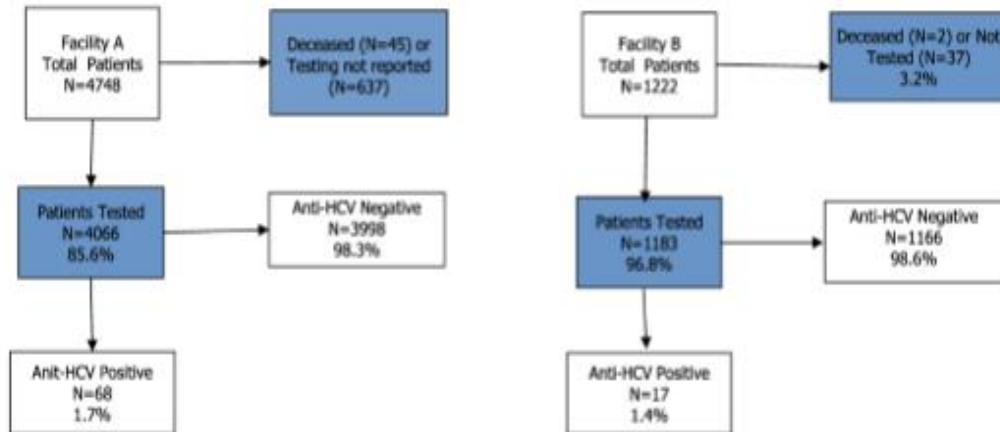 Facility A
Total Patients
N=4748
Deceased (N=45) or
Testing not reported
(N=637)
Patients Tested
N=4066
85.6%
Anti-HCV Negative
N=3998
98.3%
Anit-HCV Positive
N=68
1.7%
Facility B
Total Patients
N=1222
Deceased (N=2) or Not
Tested (N=37)
3.2%
Patients Tested
N=1183
96.8%
Anti-HCV Negative
N=1166
98.6%
Anti-HCV Positive
N=17
1.4%